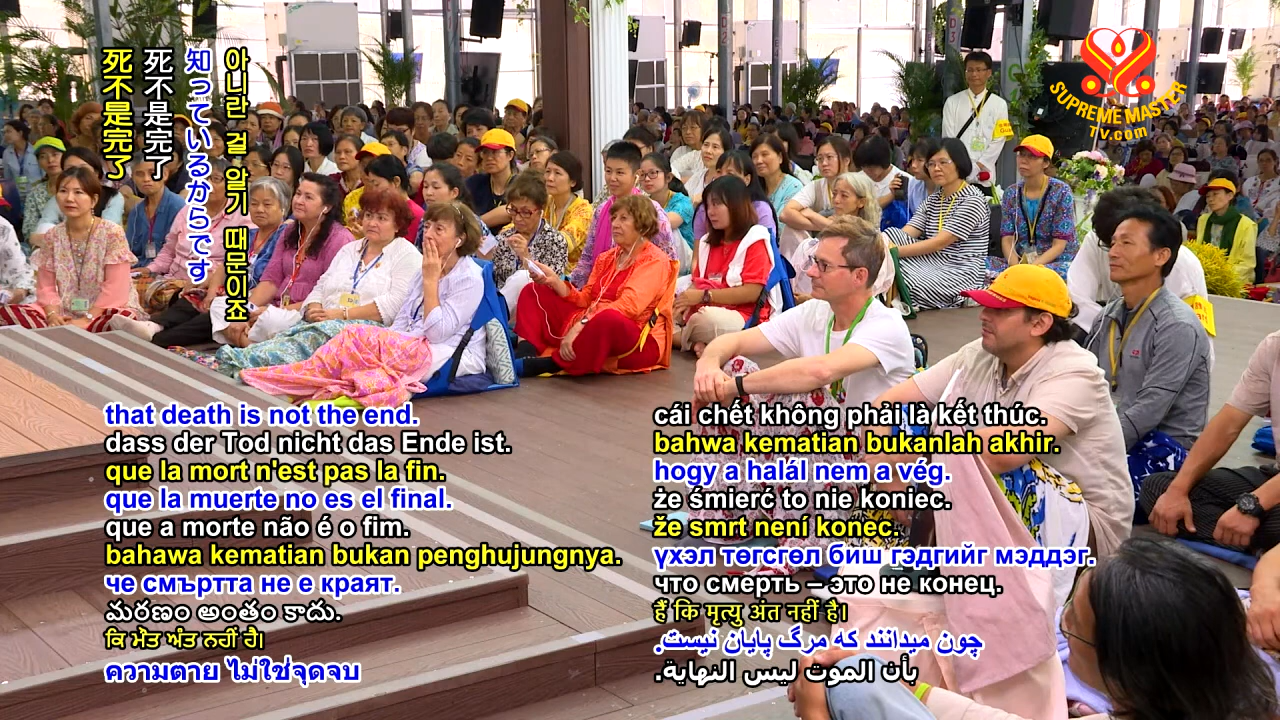 死不是完了
死不是完了
知っているからです
아니란 걸 알기 때문이죠
SUPREME MASTER
TV.com
that death is not the end.
dass der Tod nicht das Ende ist.
que la mort n'est pas la fin.
que la muerte no es el final.
que a morte não é o fim.
bahawa kematian bukan penghujungnya.
че смъртта не е краят.
మరణం అంతం కాదు.
ਕਿ ਮੌਤ ਅੰਤ ਨਹੀਂ ਹੈ।
ความตาย ไม่ใช่จุดจบ
cái chết không phải là kết thúc.
bahwa kematian bukanlah akhir.
hogy a halál nem a vég.
że śmierć to nie koniec.
že smrt není konec.
үхэл төгсгөл биш гэдгийг мэддэг.
что смерть – это не конец.
हैं कि मृत्यु अंत नहीं है।
چون میدانند که مرگ پایان نیست.
بأن الموت ليس النهاية.